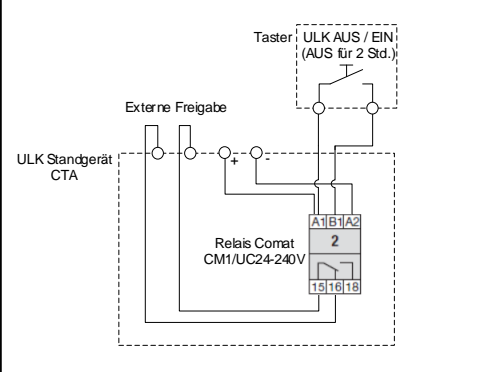 Taster
ULK AUS / EIN
(AUS für 2 Std.)
Externe Freigabe
ULK Standgerät
CTA
+
-
A1 B1 A2
2
Relais Comat
CM1/UC24-240V
15 16 18